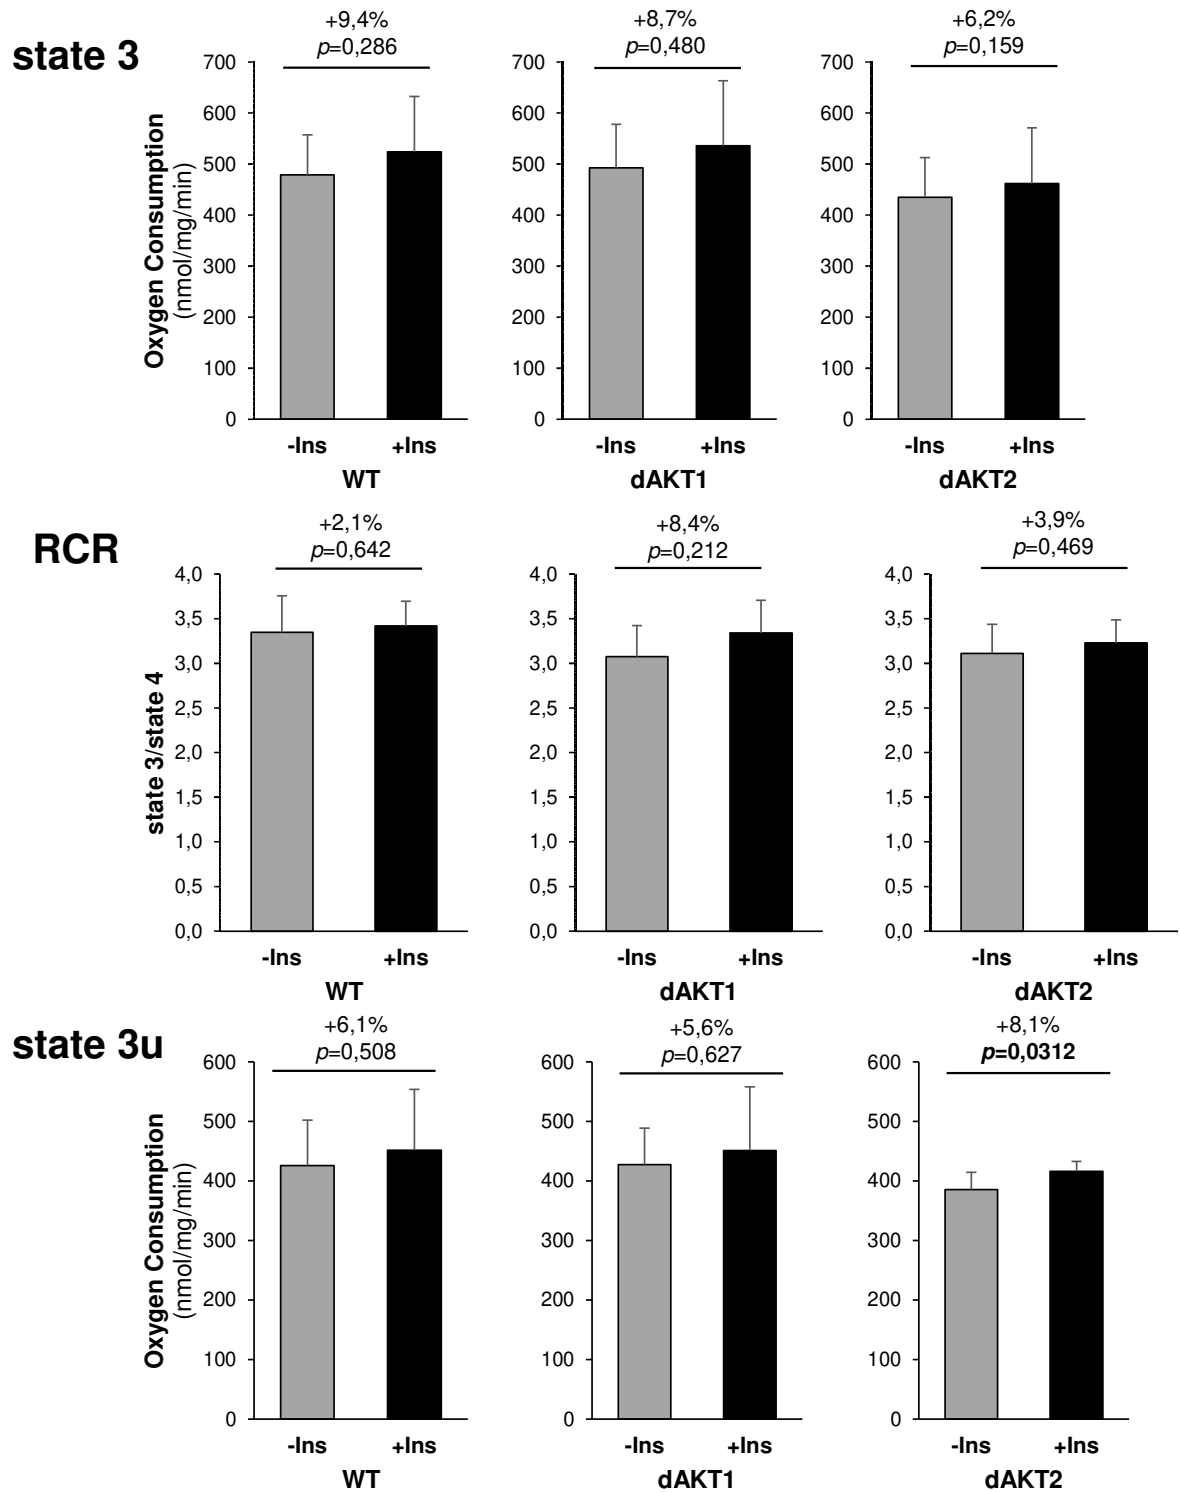 state 3
+9,4%
p=0,286
+8,7%
p=0,480
+6,2%
p=0,159
Oxygen Consumption
(nmol/mg/min)
700
600
500
400
300
200
100
0
-Ins +Ins
WT
700
600
500
400
300
200
100
0
-Ins +Ins
dAKT1
700
600
500
400
300
200
100
0
-Ins +Ins
dAKT2
RCR
+2,1%
p=0,642
+8,4%
p=0,212
+3,9%
p=0,469
state 3/state 4
4,0
3,5
3,0
2,5
2,0
1,5
1,0
0,5
0,0
-Ins +Ins
WT
4,0
3,5
3,0
2,5
2,0
1,5
1,0
0,5
0,0
-Ins +Ins
dAKT1
4,0
3,5
3,0
2,5
2,0
1,5
1,0
0,5
0,0
-Ins +Ins
dAKT2
state 3u
+6,1%
p=0,508
+5,6%
p=0,627
+8,1%
p=0,0312
Oxygen Consumption
(nmol/mg/min)
600
500
400
300
200
100
0
-Ins +Ins
WT
600
500
400
300
200
100
0
-Ins +Ins
dAKT1
600
500
400
300
200
100
0
-Ins +Ins
dAKT2